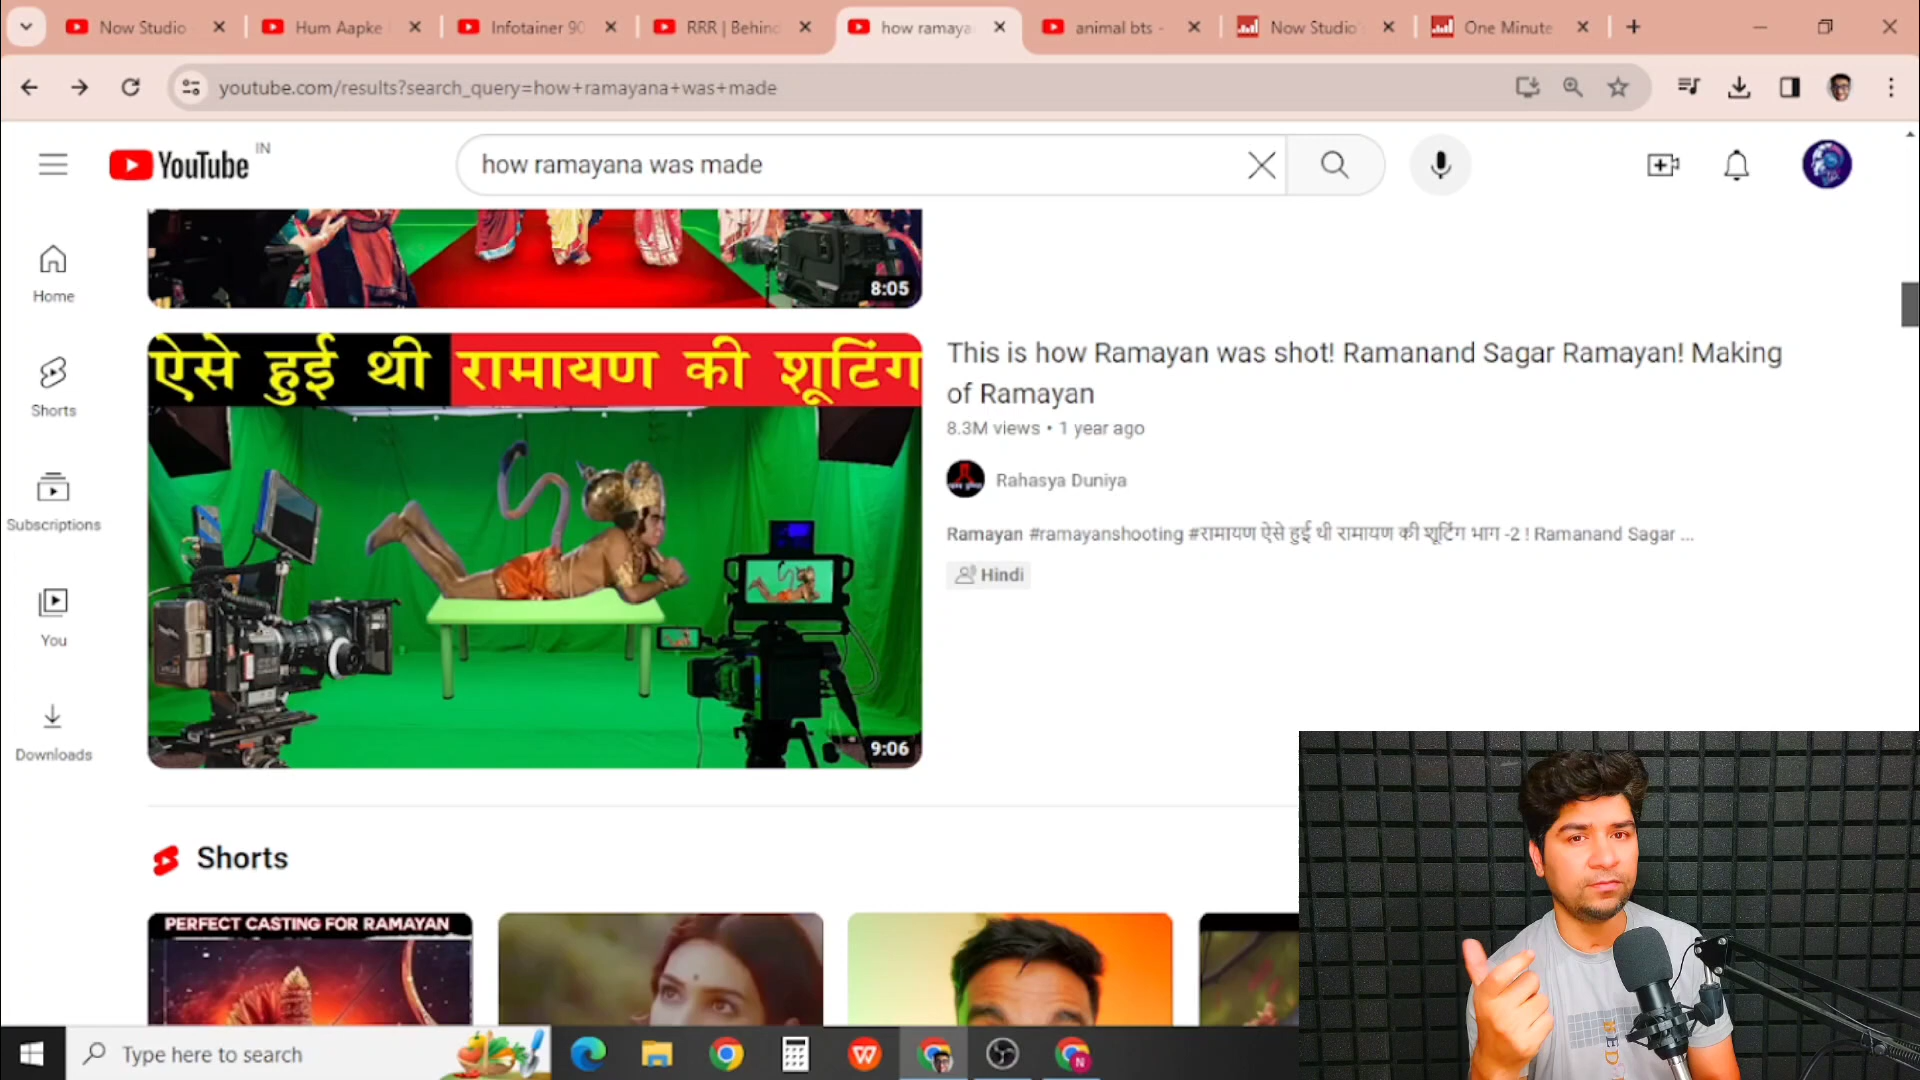 Now Studio
Hum Aapke
Infotainer 90
RRR | Behind
how ramaya
animal bts -
Now Studio'
One Minute
youtube.com/results?search_query=how+ramayana+was+made
YouTube
IN
how ramayana was made
Home
Shorts
Subscriptions
You
Downloads
8:05
ऐसे हुई थी रामायण की शूटिंग
9:06
This is how Ramayan was shot! Ramanand Sagar Ramayan! Making
of Ramayan
8.3M views • 1 year ago
Rahasya Duniya
Ramayan #ramayanshooting #रामायण ऐसे हुई थी रामायण की शूटिंग भाग -2 ! Ramanand Sagar ...
Hindi
Shorts
PERFECT CASTING FOR RAMAYAN
Type here to search